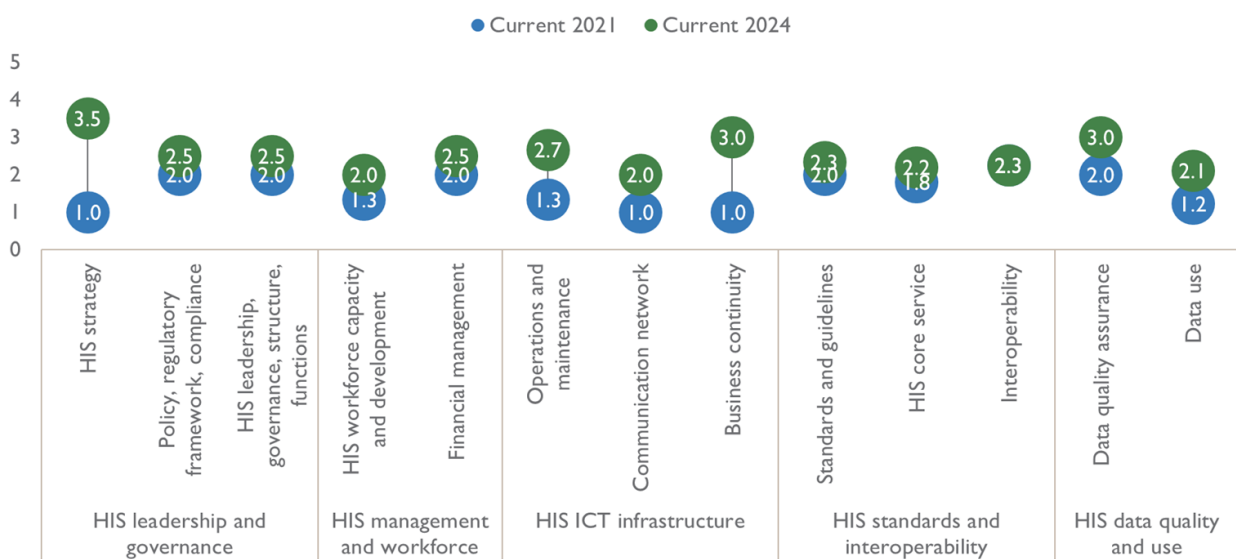 Current 2021
Current 2024
5
4
3
2
1
0
3.5
1.0
2.5
2.0
2.5
2.0
2.0
1.3
2.5
2.0
2.7
1.3
2.0
1.0
3.0
1.0
2.3
2.0
2.2
1.8
2.3
3.0
2.0
2.1
1.2
HIS strategy
Policy, regulatory
framework, compliance
HIS leadership,
governance, structure,
functions
HIS workforce capacity
and development
Financial management
Operations and
maintenance
Communication network
Business continuity
Standards and guidelines
HIS core service
Interoperability
Data quality assurance
Data use
HIS leadership and
governance
HIS management
and workforce
HIS ICT infrastructure
HIS standards and
interoperability
HIS data quality
and use